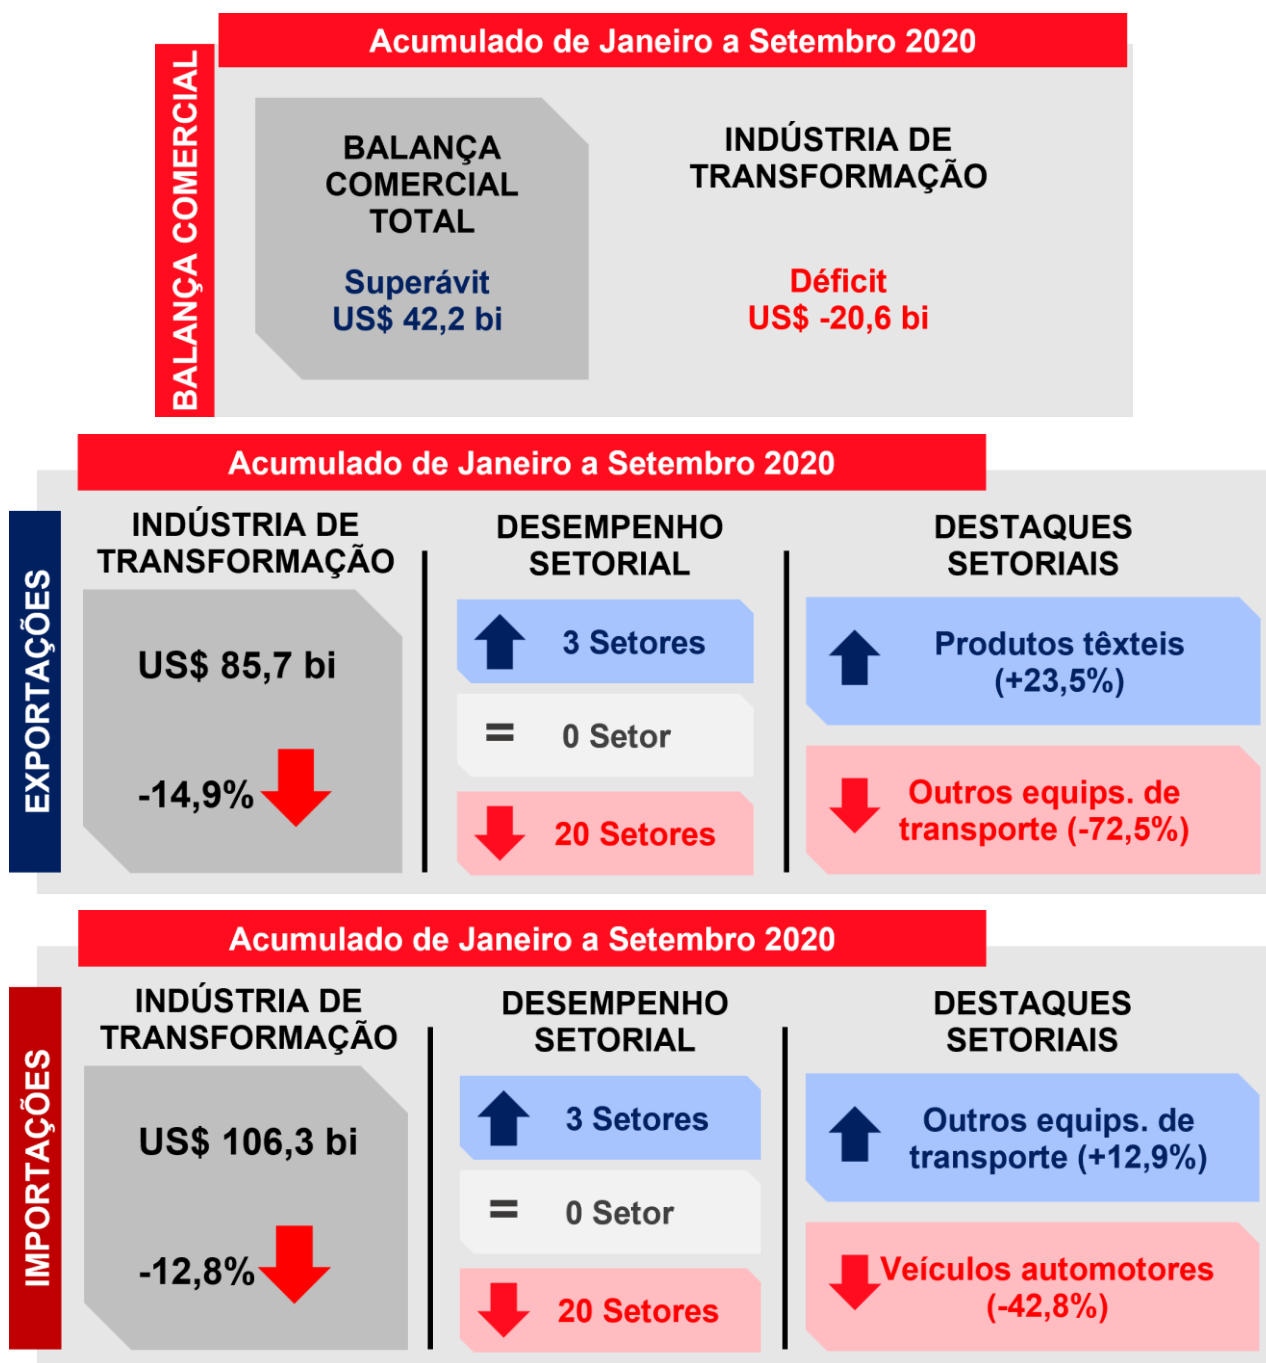 Acumulado de Janeiro a Setembro 2020
BALANÇA COMERCIAL
BALANÇA
COMERCIAL
TOTAL
Superávit
US$ 42,2 bi
INDÚSTRIA DE
TRANSFORMAÇÃO
Déficit
US$ -20,6 bi
Acumulado de Janeiro a Setembro 2020
EXPORTAÇÕES
INDÚSTRIA DE
TRANSFORMAÇÃO
US$ 85,7 bi
-14,9%
DESEMPENHO
SETORIAL
3 Setores
= 0 Setor
20 Setores
DESTAQUES
SETORIAIS
Produtos têxteis
(+23,5%)
Outros equips. de
transporte (-72,5%)
Acumulado de Janeiro a Setembro 2020
IMPORTAÇÕES
INDÚSTRIA DE
TRANSFORMAÇÃO
US$ 106,3 bi
-12,8%
DESEMPENHO
SETORIAL
3 Setores
= 0 Setor
20 Setores
DESTAQUES
SETORIAIS
Outros equips. de
transporte (+12,9%)
Veículos automotores
(-42,8%)